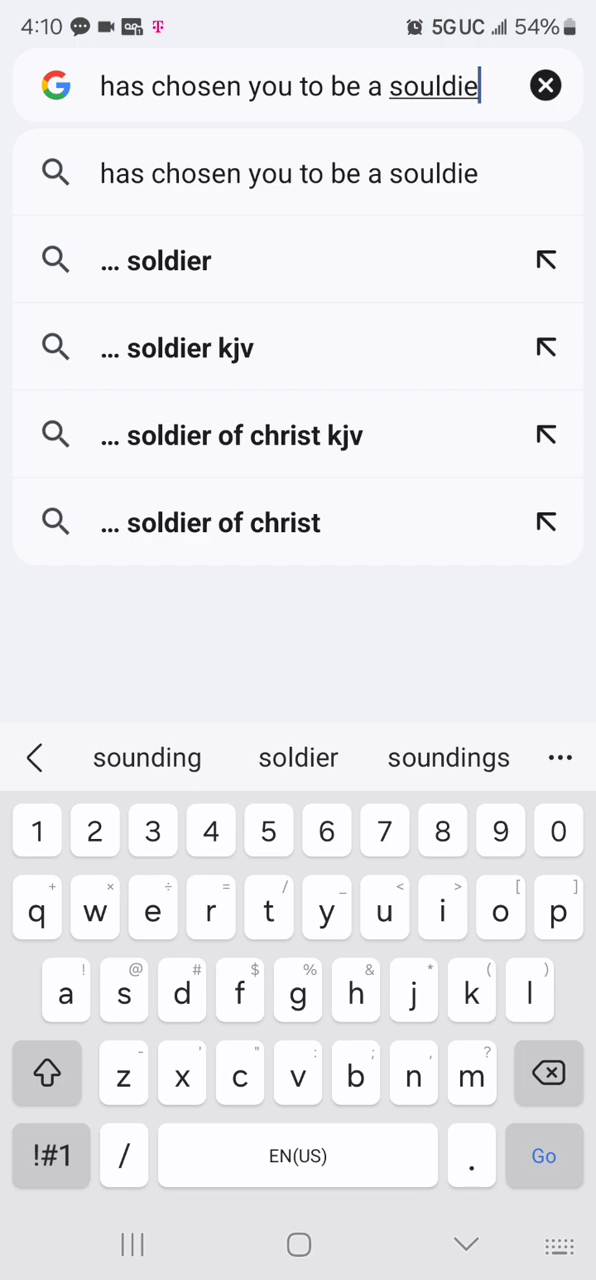 4:10 5G UC 54%
has chosen you to be a souldie
has chosen you to be a souldie
... soldier
... soldier kjv
... soldier of christ kjv
... soldier of christ
sounding soldier soundings ...
1 2 3 4 5 6 7 8 9 0
+ × ÷ = / _ < > [ ]
q w e r t y u i o p
! @ # $ % & * ( )
a s d f g h j k l
- ' " : ; , ?
z x c v b n m
!#1 / EN(US) . Go